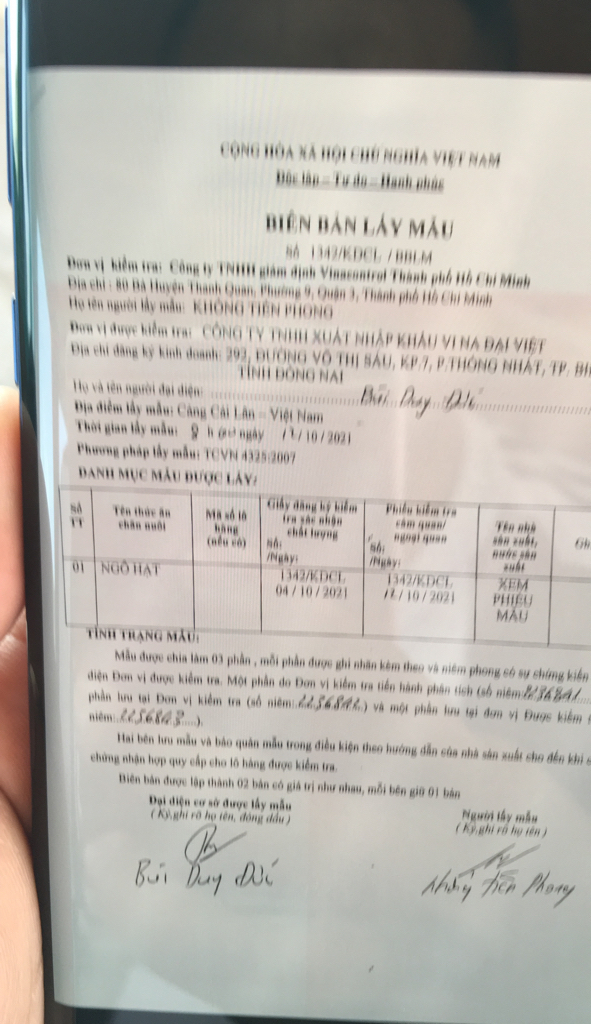 CỘNG HÒA XÃ HỘI CHỦ NGHĨA VIỆT NAM
Độc lập – Tự do – Hạnh phúc
BIÊN BẢN LẤY MẪU
Số 1342/KDCL /BBLM
Đơn vị kiểm tra: Công ty TNHH giám định Vinacontrol Thành phố Hồ Chí Minh
Địa chỉ : 80 Bà Huyện Thanh Quan, Phường 9, Quận 3, Thành phố Hồ Chí Minh
Họ tên người lấy mẫu: KHỔNG TIẾN PHONG
Đơn vị được kiểm tra: CÔNG TY TNHH XUẤT NHẬP KHẨU VI NA ĐẠI VIỆT
Địa chỉ đăng ký kinh doanh: 292, ĐƯỜNG VÕ THỊ SÁU, KP.7, P.THỐNG NHẤT, TP. BI
TỈNH ĐỒNG NAI
Họ và tên người đại diện: Bùi Duy Đức
Địa điểm lấy mẫu: Cảng Cái Lân – Việt Nam
Thời gian lấy mẫu: 8 h 00 ngày /10/2021
Phương pháp lấy mẫu: TCVN 4325:2007
DANH MỤC MẪU ĐƯỢC LẤY:
Số TT
Tên thức ăn chăn nuôi
Mã số lô hàng (nếu có)
Giấy đăng ký kiểm tra xác nhận chất lượng
Số:
/Ngày:
Phiếu kiểm tra cảm quan/ ngoại quan
Số:
/Ngày:
Tên nhà sản xuất, nước sản xuất
Gh
01 NGÔ HẠT 1342/KDCL 04/10/2021 1342/KDCL /10/2021 XEM PHIẾU MẪU
TÌNH TRẠNG MẪU:
Mẫu được chia làm 03 phần , mỗi phần được ghi nhãn kèm theo và niêm phong có sự chứng kiến
diện Đơn vị được kiểm tra. Một phần do Đơn vị kiểm tra tiến hành phân tích (số niêm:2236841
phần lưu tại Đơn vị kiểm tra (số niêm:2236842) và một phần lưu tại đơn vị Được kiểm
niêm:2236843).
Hai bên lưu mẫu và bảo quản mẫu trong điều kiện theo hướng dẫn của nhà sản xuất cho đến khi
chứng nhận hợp quy cấp cho lô hàng được kiểm tra.
Biên bản được lập thành 02 bản có giá trị như nhau, mỗi bên giữ 01 bản
Đại diện cơ sở được lấy mẫu
( Ký,ghi rõ họ tên, đóng dấu )
Người lấy mẫu
( Ký,ghi rõ họ tên )
Bùi Duy Đức
Khổng Tiến Phong